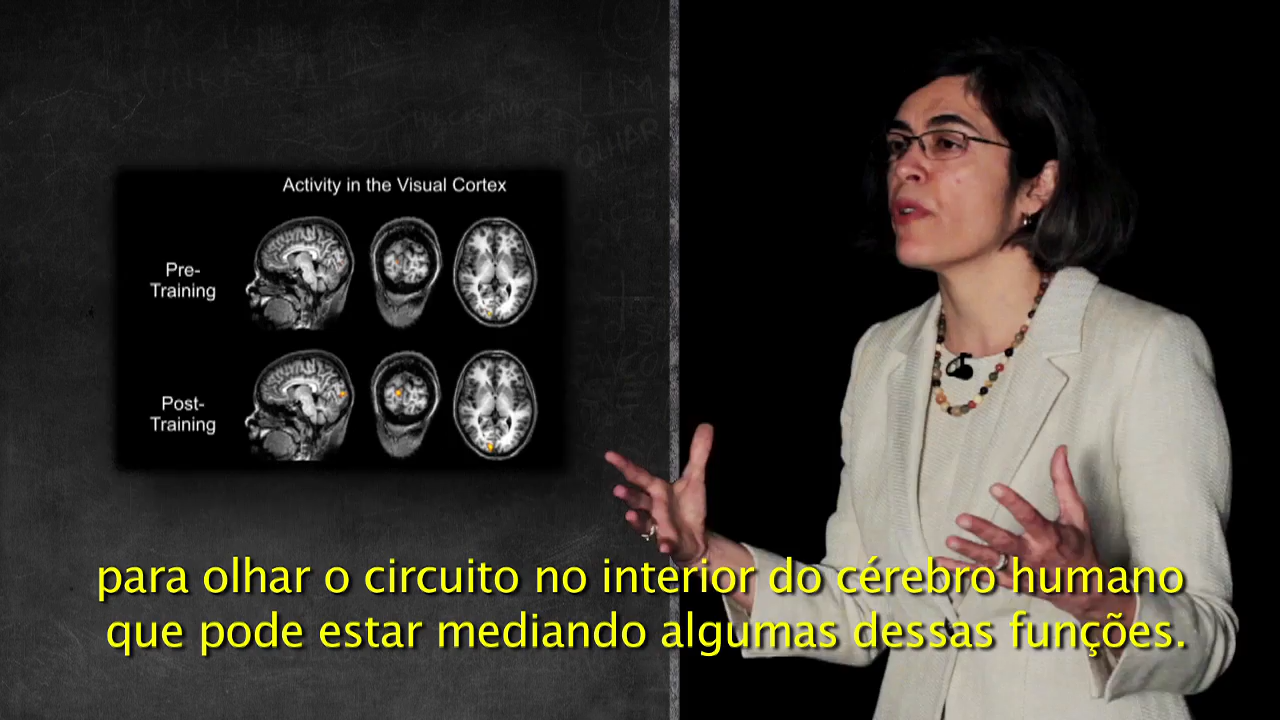 Activity in the Visual Cortex
Pre-
Training
Post-
Training
OLHAR
para olhar o circuito no interior do cérebro humano
que pode estar mediando algumas dessas funções.